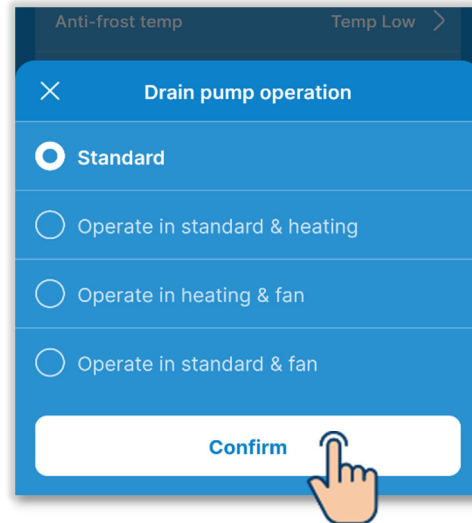 Anti-frost temp Temp Low
Drain pump operation
Standard
Operate in standard & heating
Operate in heating & fan
Operate in standard & fan
Confirm